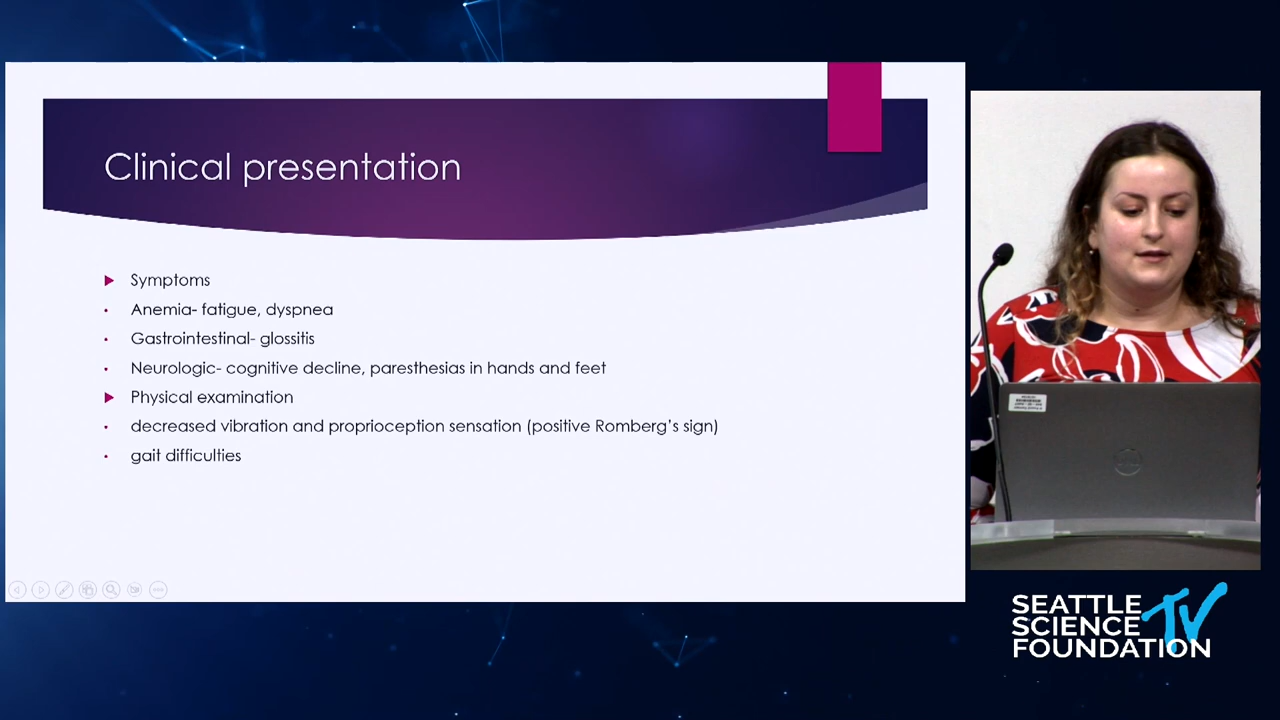 Clinical presentation
Symptoms
Anemia- fatigue, dyspnea
Gastrointestinal- glossitis
Neurologic- cognitive decline, paresthesias in hands and feet
Physical examination
decreased vibration and proprioception sensation (positive Romberg's sign)
gait difficulties
SEATTLE
SCIENCE
FOUNDATION
TV